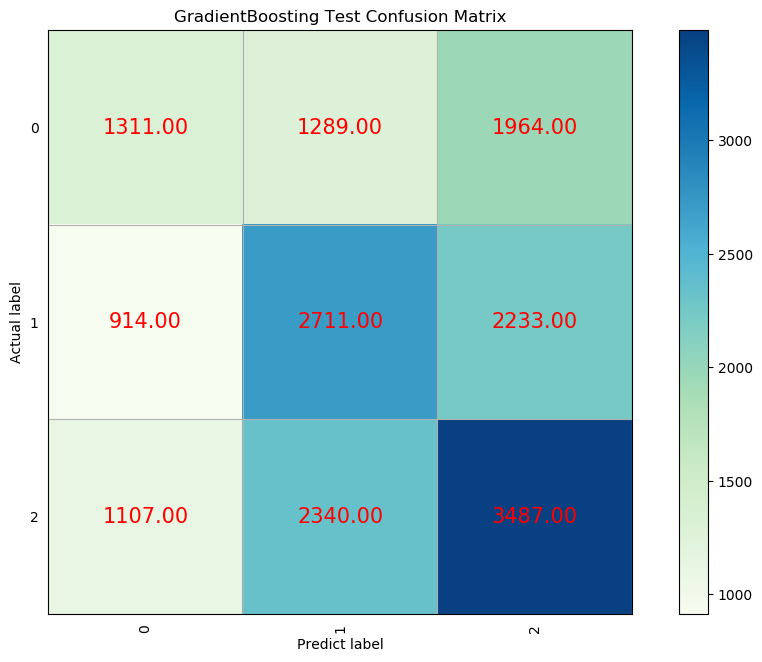 GradientBoosting Test Confusion Matrix
0
1311.00 1289.00 1964.00
3000
2500
Actual label
1
914.00 2711.00 2233.00
2000
1500
2
1107.00 2340.00 3487.00
1000
0 1 2
Predict label